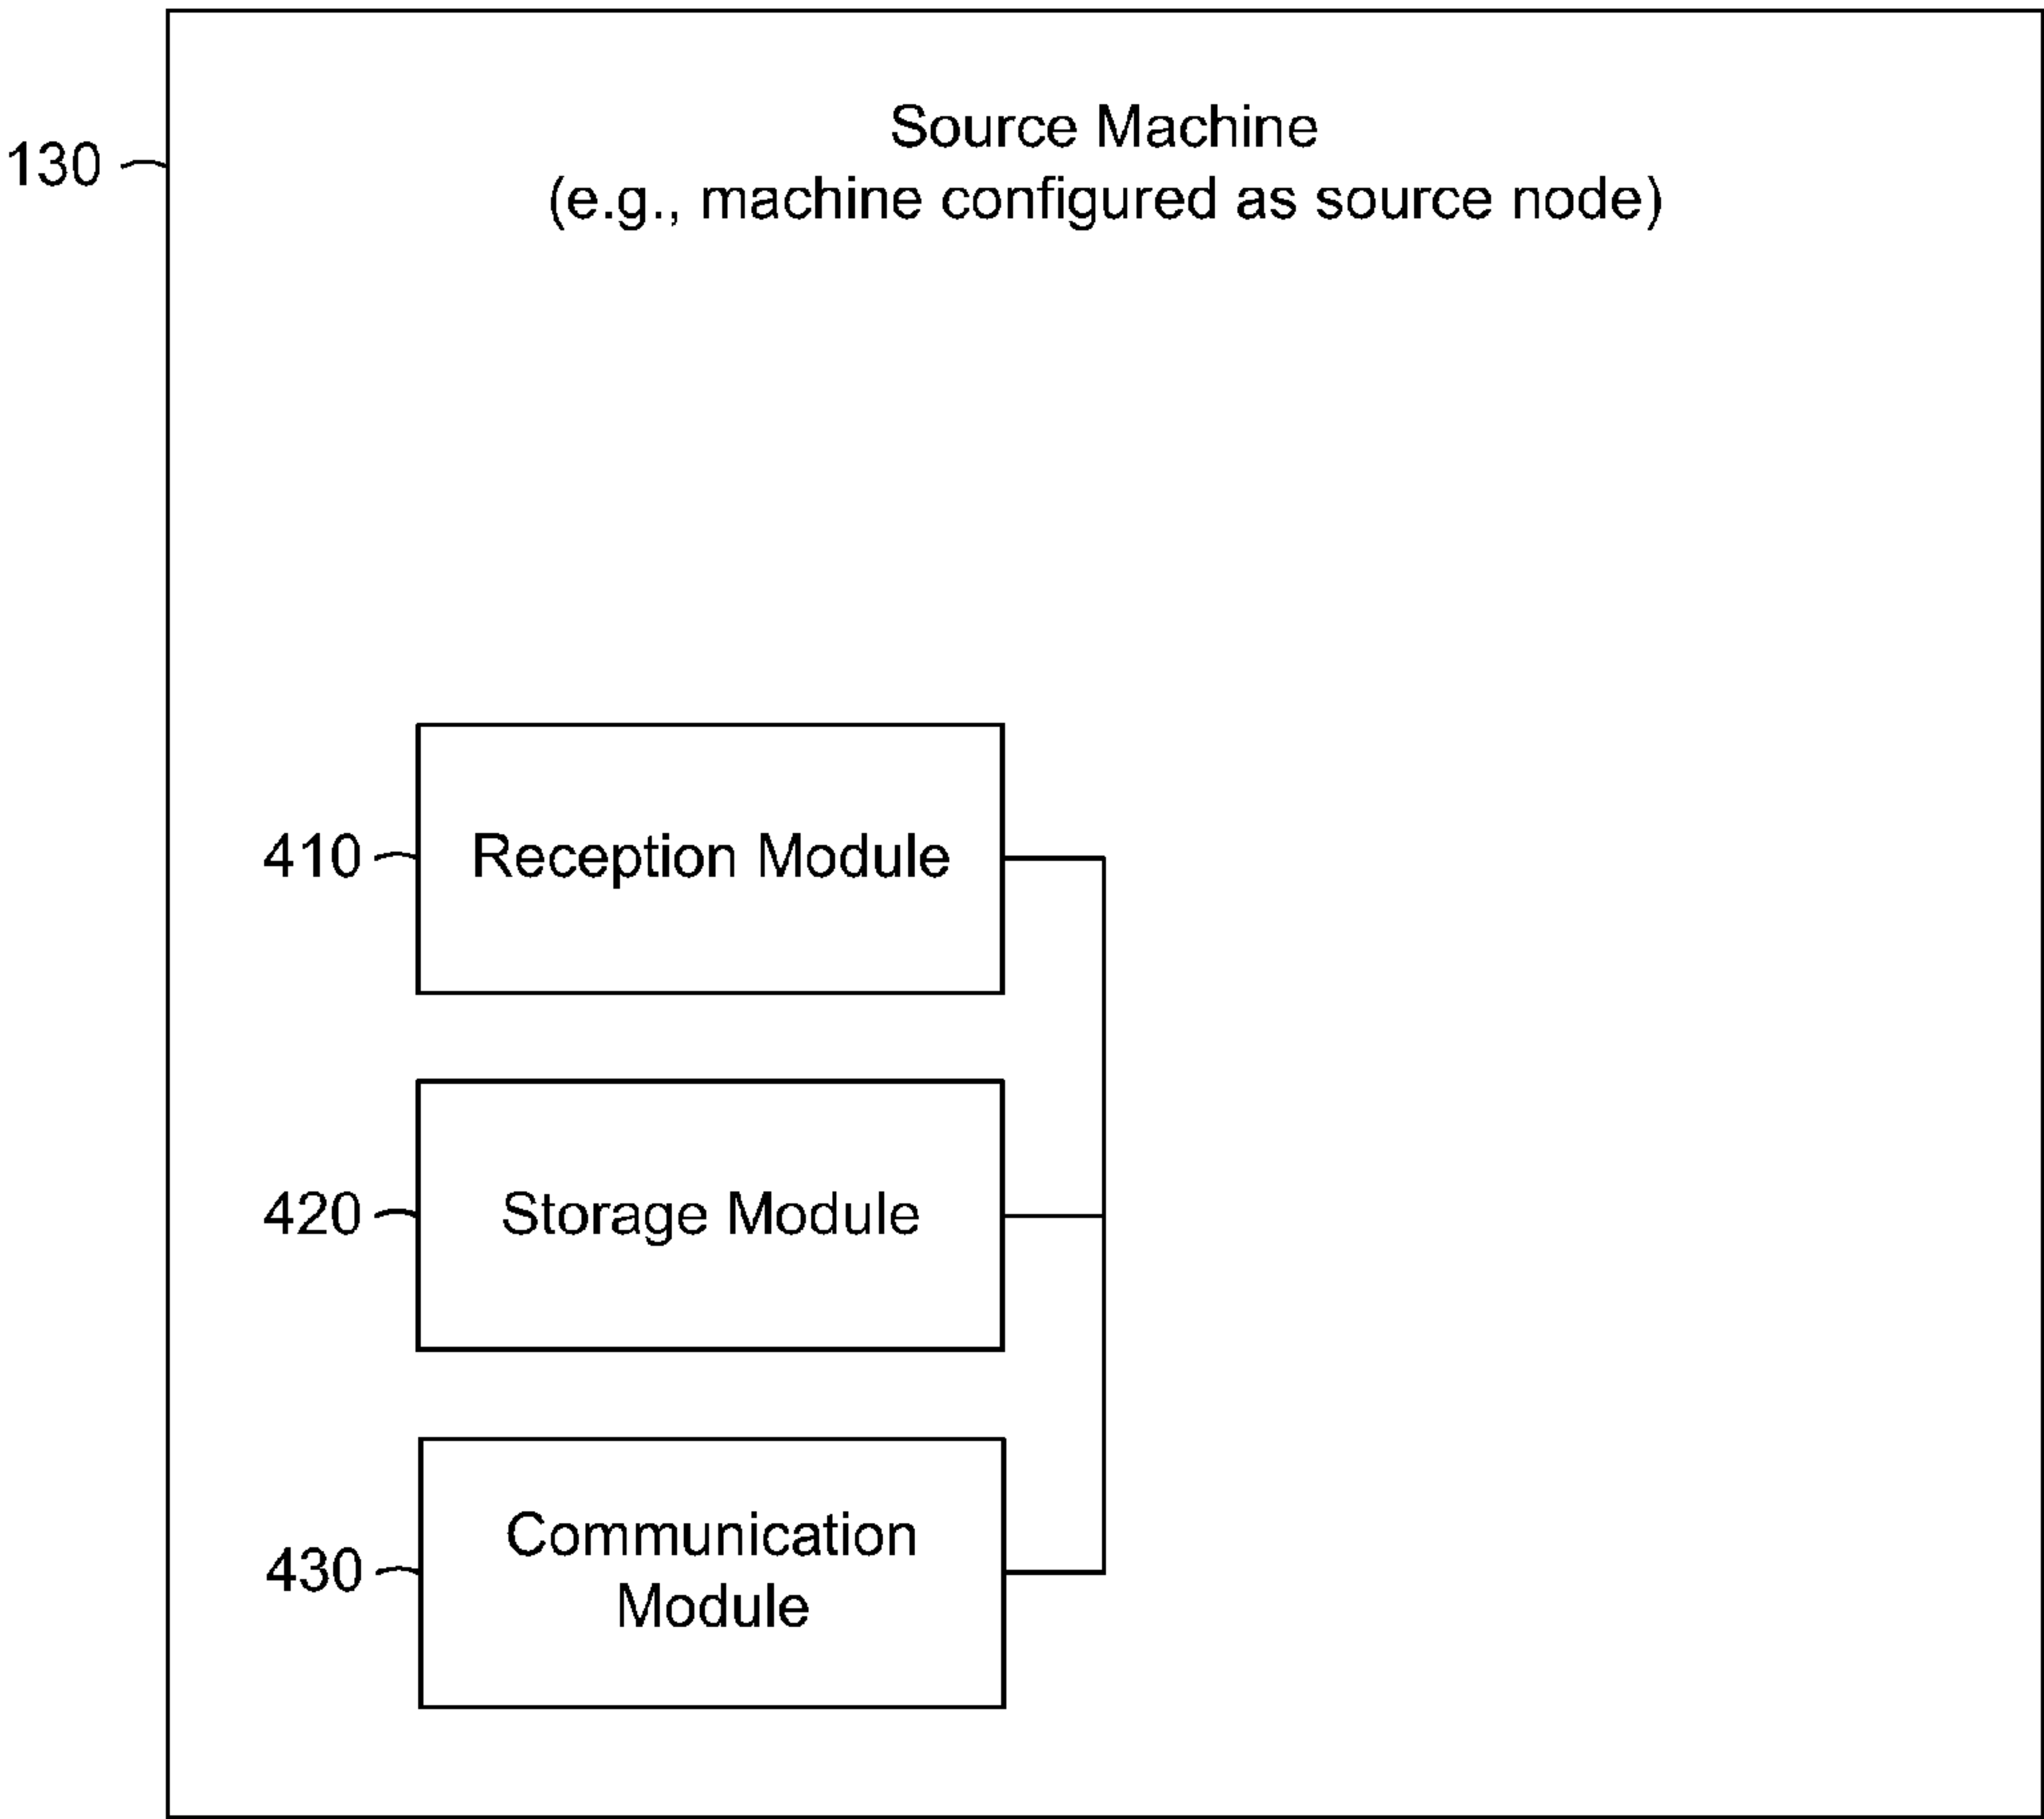 Source Machine
130
(e.g., machine configured as source node)
410
Reception Module
420
Storage Module
430
Communication
Module